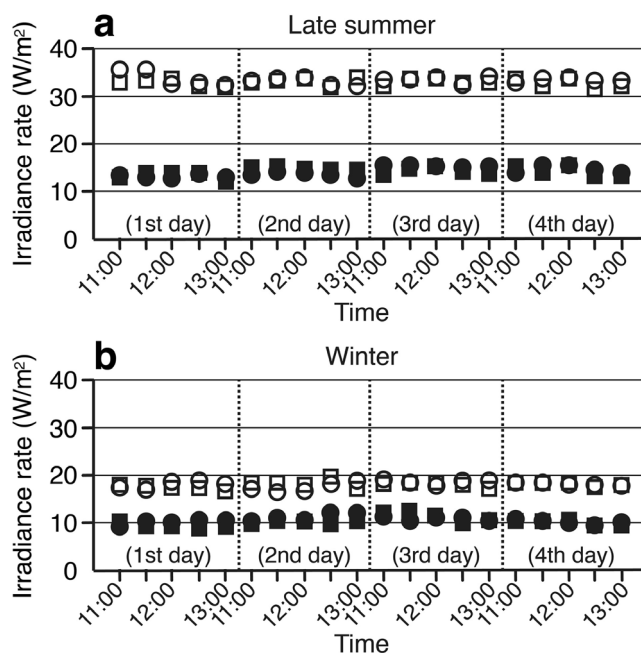 a
Late summer
Irradiance rate (W/m²)
40
30
20
10
0
(1st day)
(2nd day)
(3rd day)
(4th day)
11:00
12:00
13:00
11:00
12:00
13:00
11:00
12:00
13:00
11:00
12:00
13:00
Time
b
Winter
Irradiance rate (W/m²)
40
30
20
10
0
(1st day)
(2nd day)
(3rd day)
(4th day)
11:00
12:00
13:00
11:00
12:00
13:00
11:00
12:00
13:00
11:00
12:00
13:00
Time